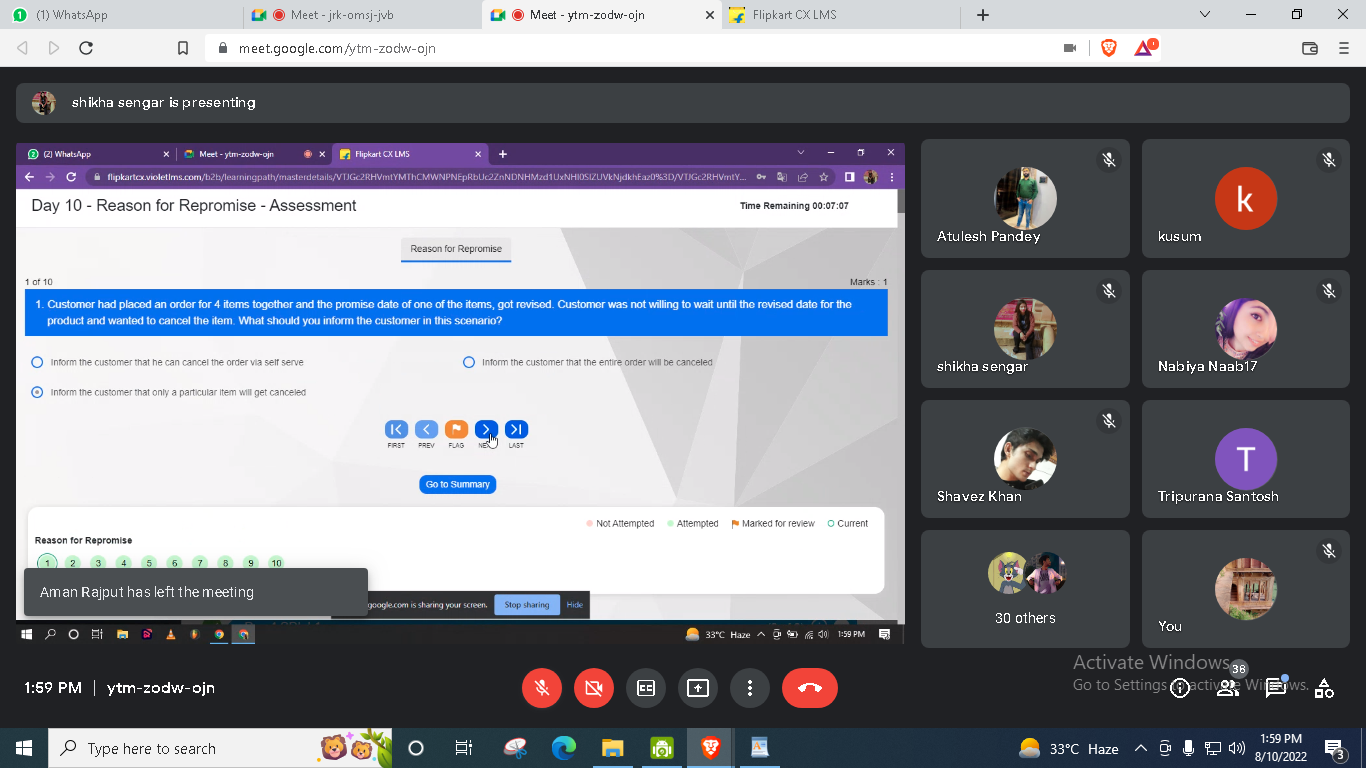 (1) WhatsApp
Meet - jrk-omsj-jvb
Meet - ytm-zodw-ojn
Flipkart CX LMS
meet.google.com/ytm-zodw-ojn
shikha sengar is presenting
(2) WhatsApp
Meet - ytm-zodw-ojn
Flipkart CX LMS
Day 10 - Reason for Repromise - Assessment
Time Remaining 00:07:07
Reason for Repromise
1 of 10
Marks : 1
1. Customer had placed an order for 4 items together and the promise date of one of the items, got revised. Customer was not willing to wait until the revised date for the
product and wanted to cancel the item. What should you inform the customer in this scenario?
Inform the customer that he can cancel the order via self serve
Inform the customer that the entire order will be canceled
Inform the customer that only a particular item will get canceled
FIRST PREV FLAG NEXT LAST
Go to Summary
Not Attempted Attempted Marked for review Current
Reason for Repromise
1 2 3 4 5 6 7 8 9 10
Aman Rajput has left the meeting
google.com is sharing your screen.
Stop sharing
Hide
33°C Haze
1:59 PM
Atulesh Pandey
k
kusum
shikha sengar
Nabiya Naab17
Shavez Khan
T
Tripurana Santosh
30 others
You
Activate Windows
Go to Settings to activate Windows.
38
1:59 PM | ytm-zodw-ojn
Type here to search
33°C Haze
1:59 PM
8/10/2022
3